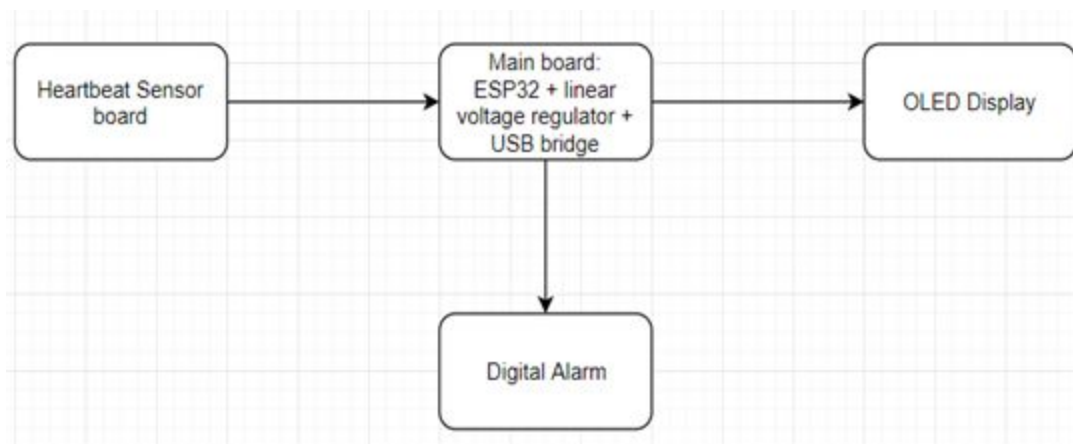 Heartbeat Sensor
board
Main board:
ESP32 + linear
voltage regulator +
USB bridge
OLED Display
Digital Alarm